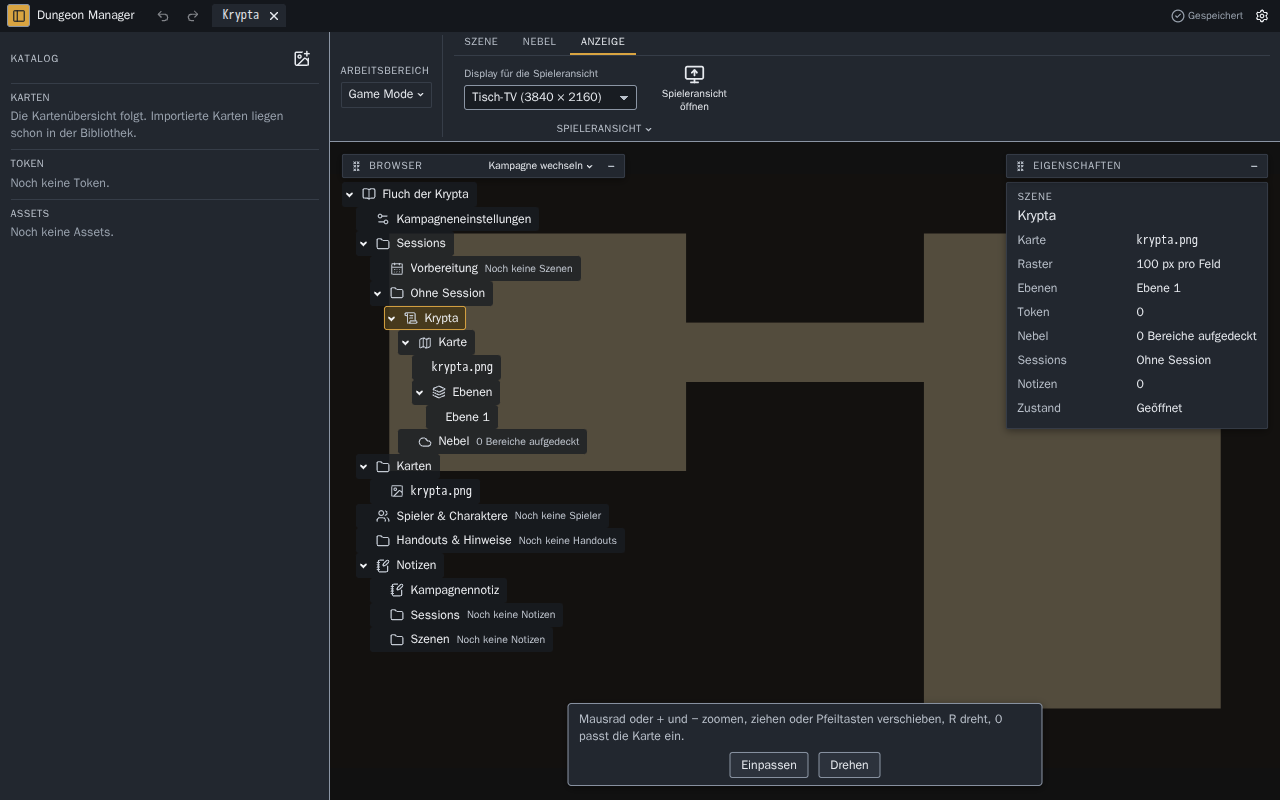 Dungeon Manager
Krypta
Gespeichert
KATALOG
KARTEN
Die Kartenübersicht folgt. Importierte Karten liegen
schon in der Bibliothek.
TOKEN
Noch keine Token.
ASSETS
Noch keine Assets.
ARBEITSBEREICH
Game Mode
SZENE NEBEL ANZEIGE
Display für die Spieleransicht
Tisch-TV (3840 × 2160)
Spieleransicht
öffnen
SPIELERANSICHT
BROWSER Kampagne wechseln
Fluch der Krypta
Kampagneneinstellungen
Sessions
Vorbereitung Noch keine Szenen
Ohne Session
Krypta
Karte
krypta.png
Ebenen
Ebene 1
Nebel 0 Bereiche aufgedeckt
Karten
krypta.png
Spieler & Charaktere Noch keine Spieler
Handouts & Hinweise Noch keine Handouts
Notizen
Kampagnennotiz
Sessions Noch keine Notizen
Szenen Noch keine Notizen
EIGENSCHAFTEN
SZENE
Krypta
Karte krypta.png
Raster 100 px pro Feld
Ebenen Ebene 1
Token 0
Nebel 0 Bereiche aufgedeckt
Sessions Ohne Session
Notizen 0
Zustand Geöffnet
Mausrad oder + und − zoomen, ziehen oder Pfeiltasten verschieben, R dreht, 0
passt die Karte ein.
Einpassen Drehen